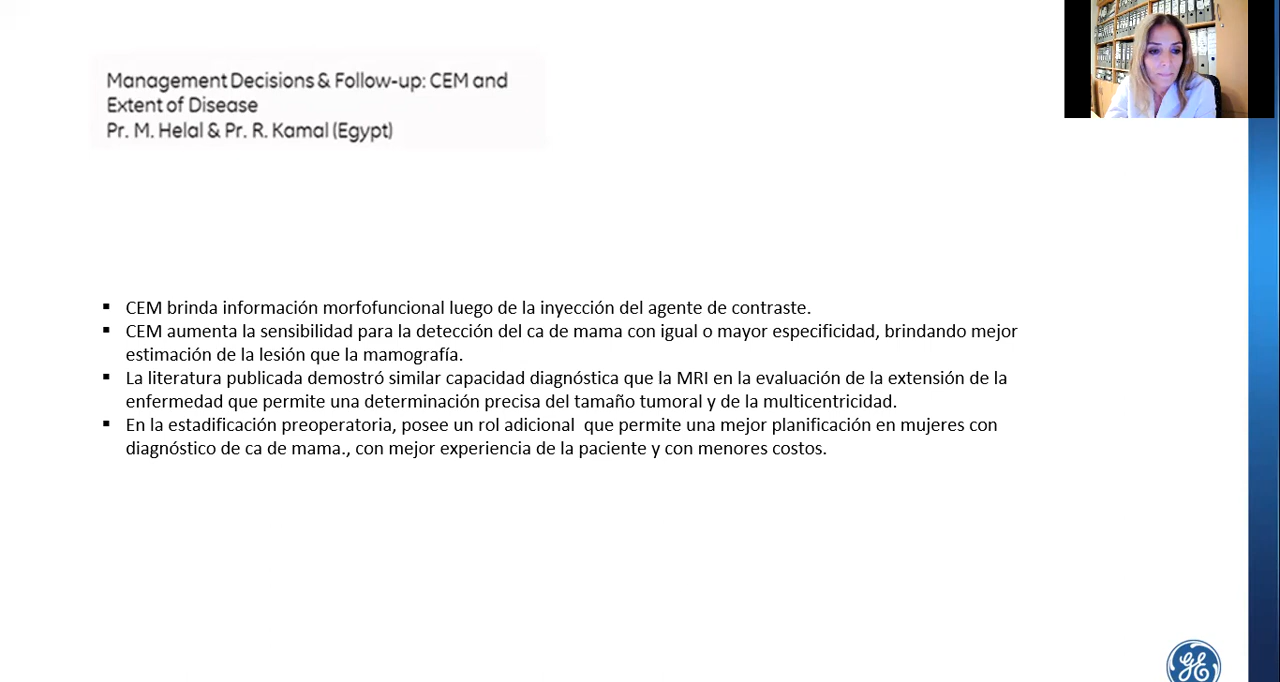 Management Decisions & Follow-up: CEM and
Extent of Disease
Pr. M. Helal & Pr. R. Kamal (Egypt)
▪ CEM brinda información morfofuncional luego de la inyección del agente de contraste.
▪ CEM aumenta la sensibilidad para la detección del ca de mama con igual o mayor especificidad, brindando mejor
estimación de la lesión que la mamografía.
▪ La literatura publicada demostró similar capacidad diagnóstica que la MRI en la evaluación de la extensión de la
enfermedad que permite una determinación precisa del tamaño tumoral y de la multicentricidad.
▪ En la estadificación preoperatoria, posee un rol adicional  que permite una mejor planificación en mujeres con
diagnóstico de ca de mama., con mejor experiencia de la paciente y con menores costos.
GE